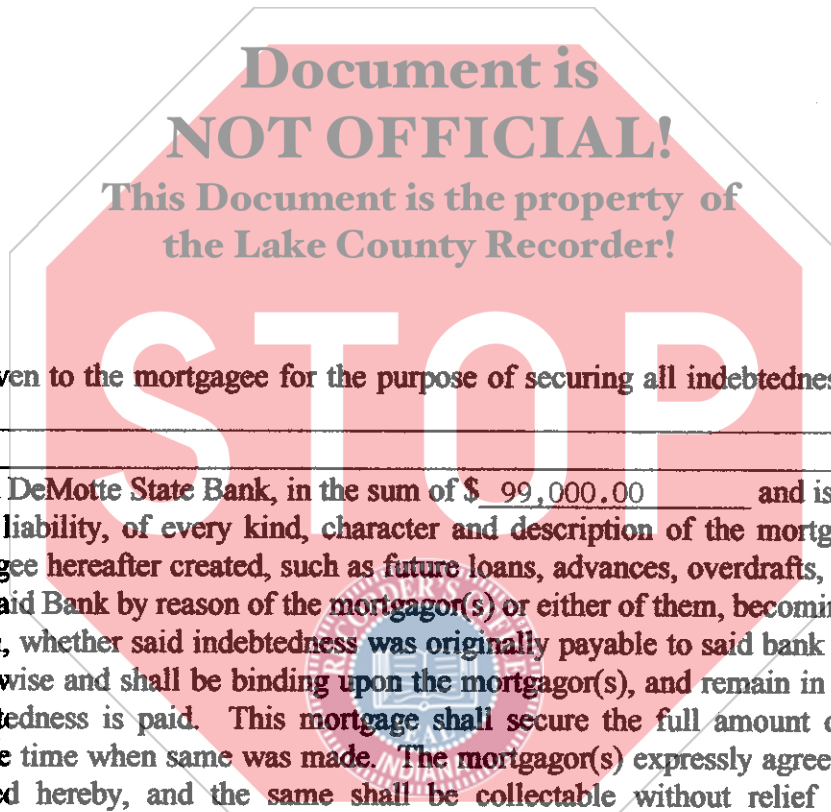 Document is
NOT OFFICIAL!
This Document is the property of
the Lake County Recorder!
STOP
ven to the mortgagee for the purpose of securing all indebtednes
DeMotte State Bank, in the sum of $ 99,000.00 and is
liability, of every kind, character and description of the mortg
gee hereafter created, such as future loans, advances, overdrafts,
aid Bank by reason of the mortgagor(s) or either of them, becomin
, whether said indebtedness was originally payable to said bank
wise and shall be binding upon the mortgagor(s), and remain in
tedness is paid. This mortgage shall secure the full amount o
e time when same was made. The mortgagor(s) expressly agree
ed hereby, and the same shall be collectable without relief
SEAL
INDIANA